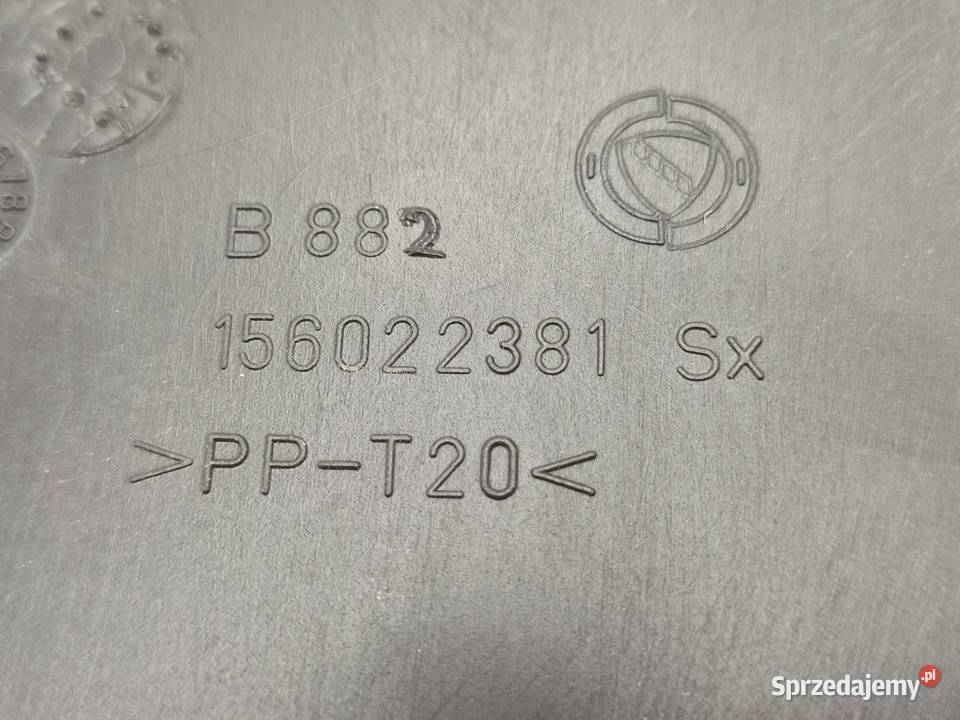 B 882
156022381 Sx
>PP-T20<
Sprzedajemy.pl